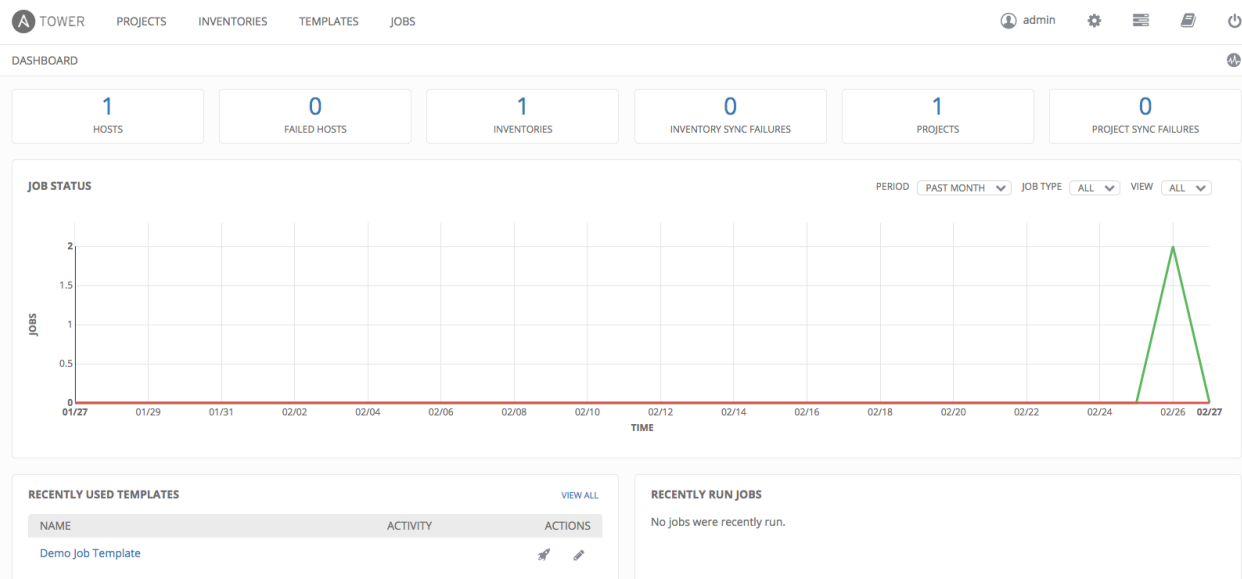 A TOWER PROJECTS INVENTORIES TEMPLATES JOBS admin
DASHBOARD
1 0 1 0 1 0
HOSTS FAILED HOSTS INVENTORIES INVENTORY SYNC FAILURES PROJECTS PROJECT SYNC FAILURES
JOB STATUS PERIOD PAST MONTH JOB TYPE ALL VIEW ALL
2
1.5
1
0.5
0
JOBS
01/27 01/29 01/31 02/02 02/04 02/06 02/08 02/10 02/12 02/14 02/16 02/18 02/20 02/22 02/24 02/26 02/27
TIME
RECENTLY USED TEMPLATES VIEW ALL
NAME ACTIVITY ACTIONS
Demo Job Template
RECENTLY RUN JOBS
No jobs were recently run.